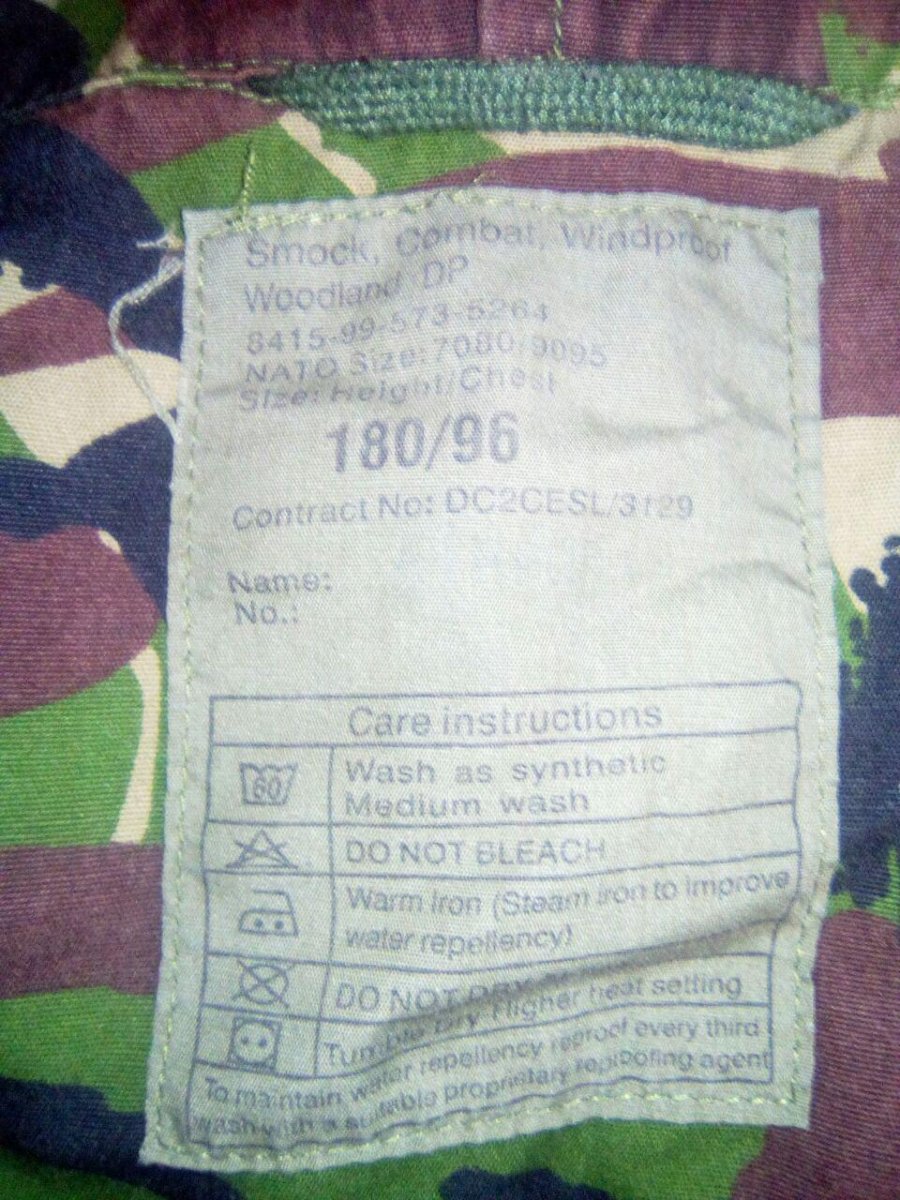 Smock, Combat, Windproof
Woodland DP
8415-99-573-5264
NATO Size: 7080/9095
Size: Height/Chest
180/96
Contract No: DC2CESL/3129
Name:
No.:
Care instructions
60
Wash as synthetic
Medium wash
DO NOT BLEACH
Warm Iron (Steam iron to improve
water repellency)
DO NOT DRY
Tumble Dry Higher heat setting
To maintain water repellency reproof every third
wash with a suitable proprietary reproofing agent